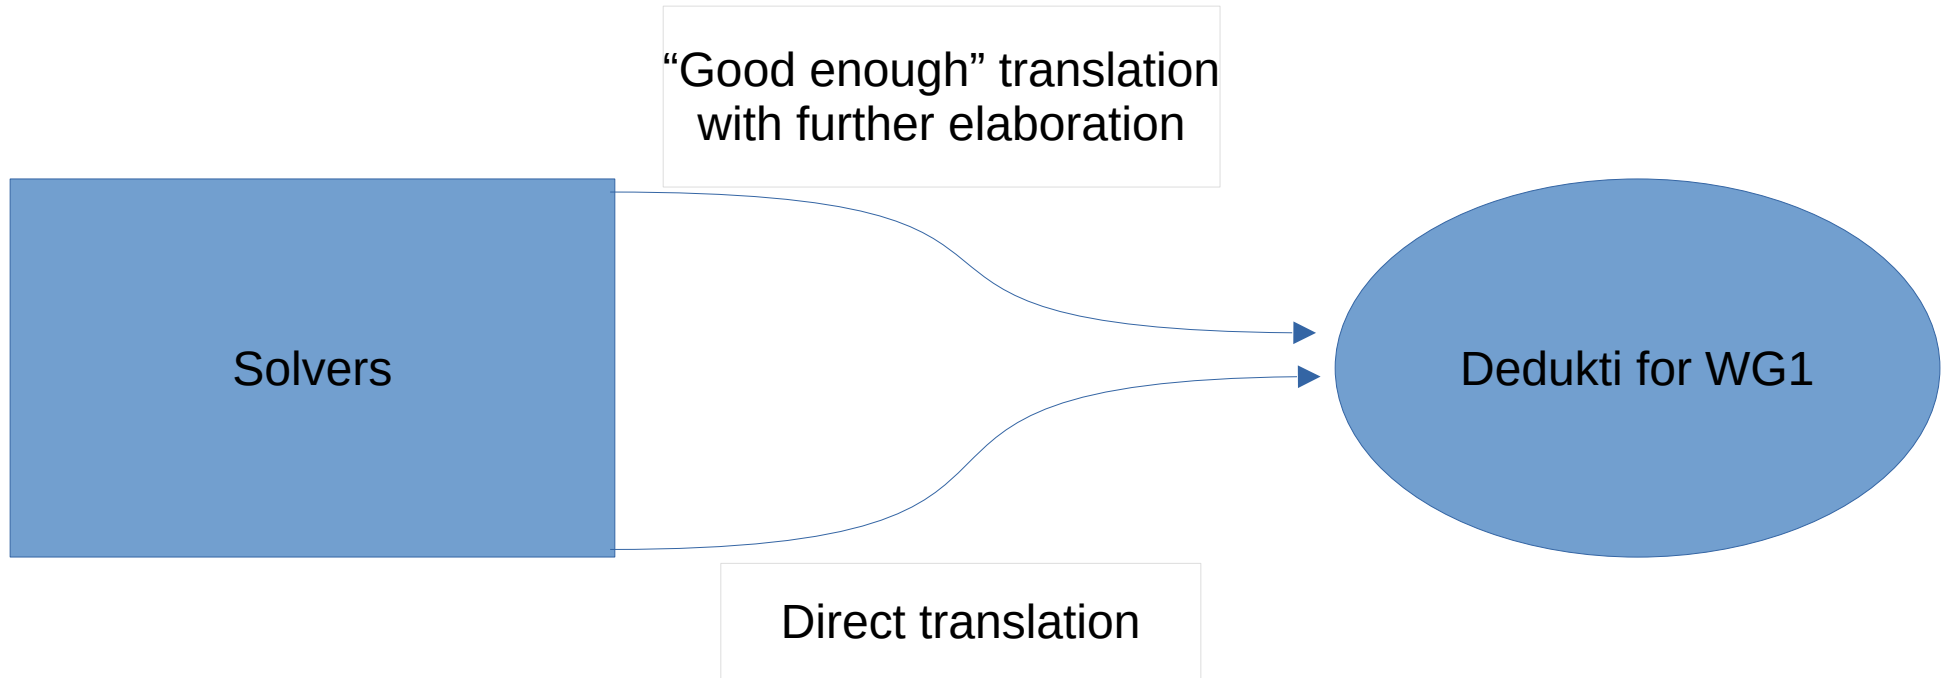 “Good enough” translation
with further elaboration
Solvers
Dedukti for WG1
Direct translation